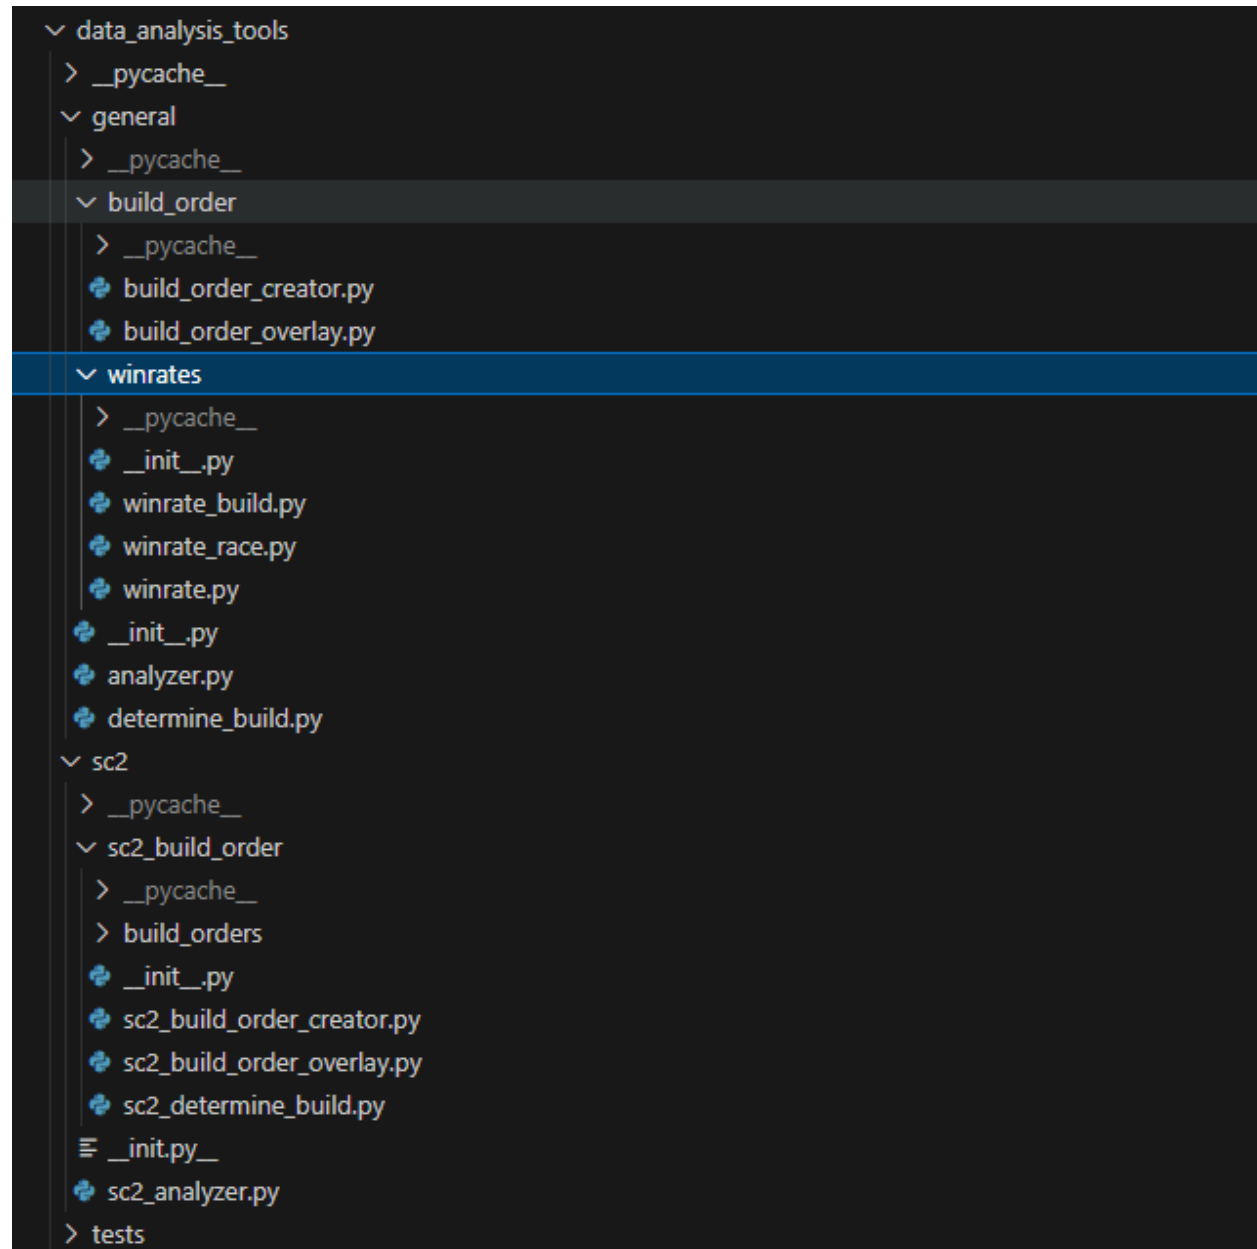 data_analysis_tools
__pycache__
general
__pycache__
build_order
__pycache__
build_order_creator.py
build_order_overlay.py
winrates
__pycache__
__init__.py
winrate_build.py
winrate_race.py
winrate.py
__init__.py
analyzer.py
determine_build.py
sc2
__pycache__
sc2_build_order
__pycache__
build_orders
__init__.py
sc2_build_order_creator.py
sc2_build_order_overlay.py
sc2_determine_build.py
__init.py__
sc2_analyzer.py
tests